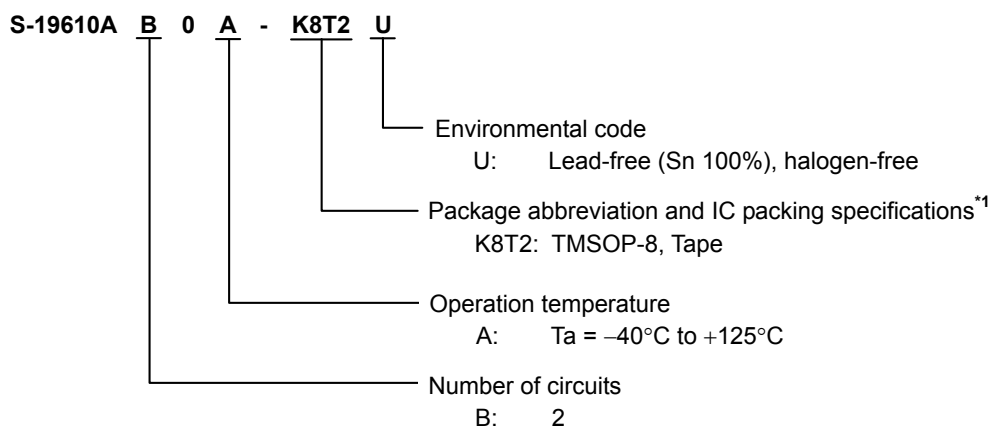 S-19610A B 0 A - K8T2 U
Environmental code
U: Lead-free (Sn 100%), halogen-free
Package abbreviation and IC packing specifications*1
K8T2: TMSOP-8, Tape
Operation temperature
A: Ta = −40°C to +125°C
Number of circuits
B: 2